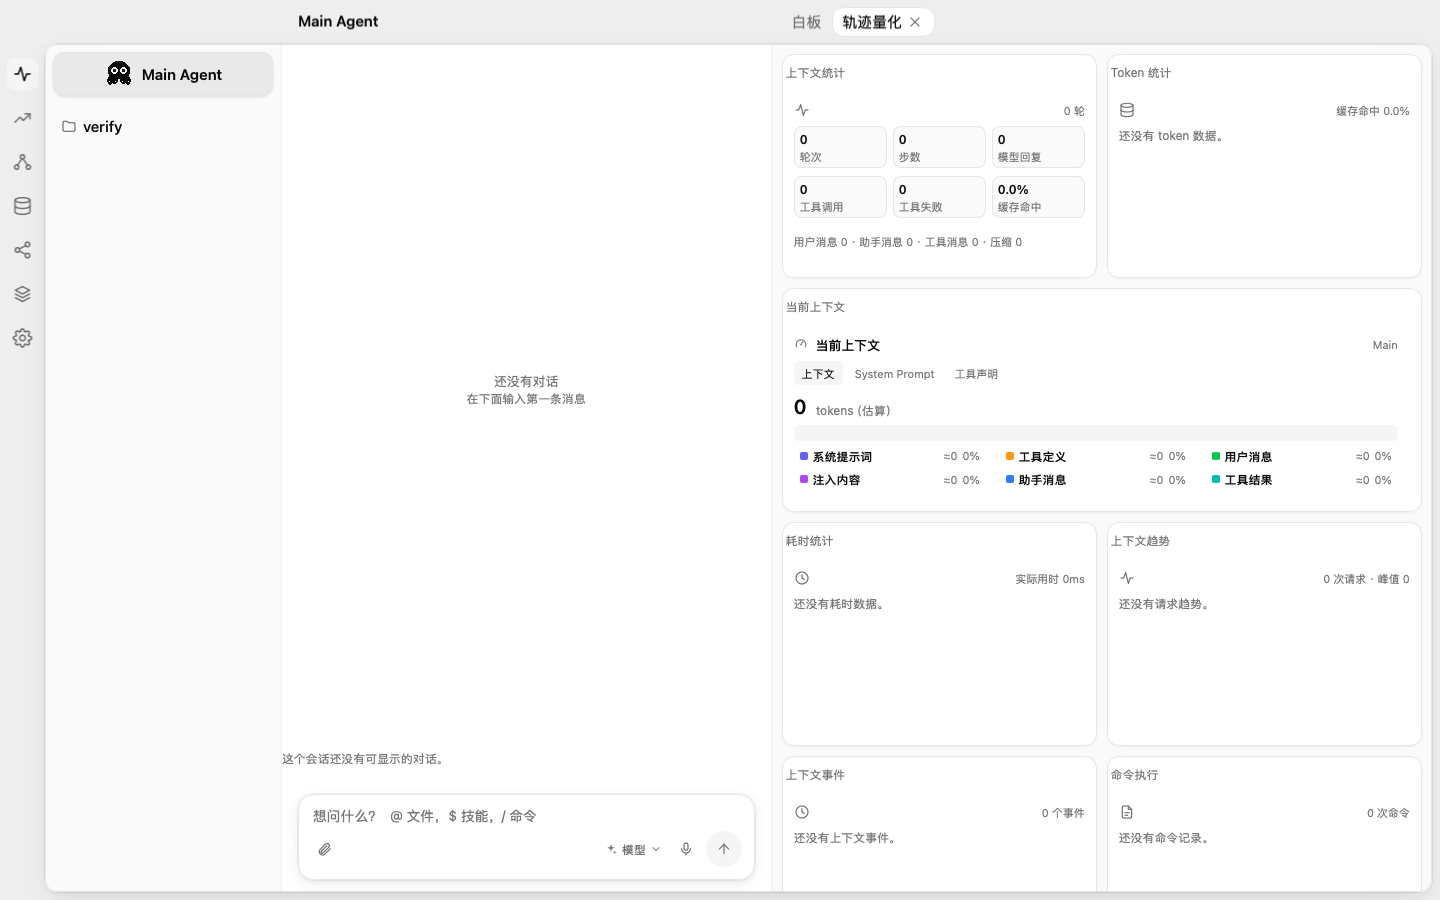 Main Agent
白板
轨迹量化
Main Agent
verify
还没有对话
在下面输入第一条消息
这个会话还没有可显示的对话。
想问什么? @ 文件，$ 技能，/ 命令
模型
上下文统计
0 轮
0
轮次
0
步数
0
模型回复
0
工具调用
0
工具失败
0.0%
缓存命中
用户消息 0 · 助手消息 0 · 工具消息 0 · 压缩 0
Token 统计
缓存命中 0.0%
还没有 token 数据。
当前上下文
当前上下文
Main
上下文
System Prompt
工具声明
0 tokens (估算)
系统提示词 ≈0 0%
工具定义 ≈0 0%
用户消息 ≈0 0%
注入内容 ≈0 0%
助手消息 ≈0 0%
工具结果 ≈0 0%
耗时统计
实际用时 0ms
还没有耗时数据。
上下文趋势
0 次请求 · 峰值 0
还没有请求趋势。
上下文事件
0 个事件
还没有上下文事件。
命令执行
0 次命令
还没有命令记录。